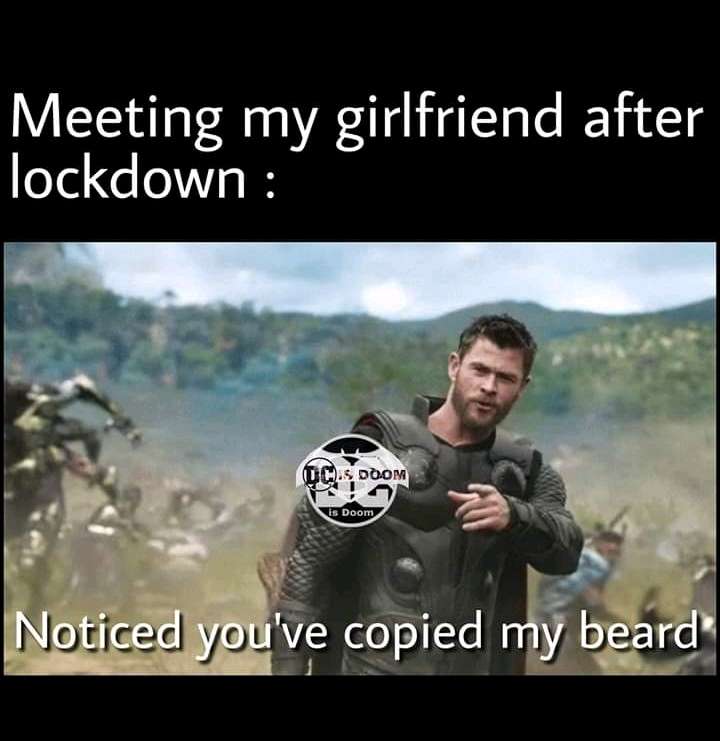 Meeting my girlfriend after
lockdown :
DC IS DOOM
is Doom
Noticed you've copied my beard